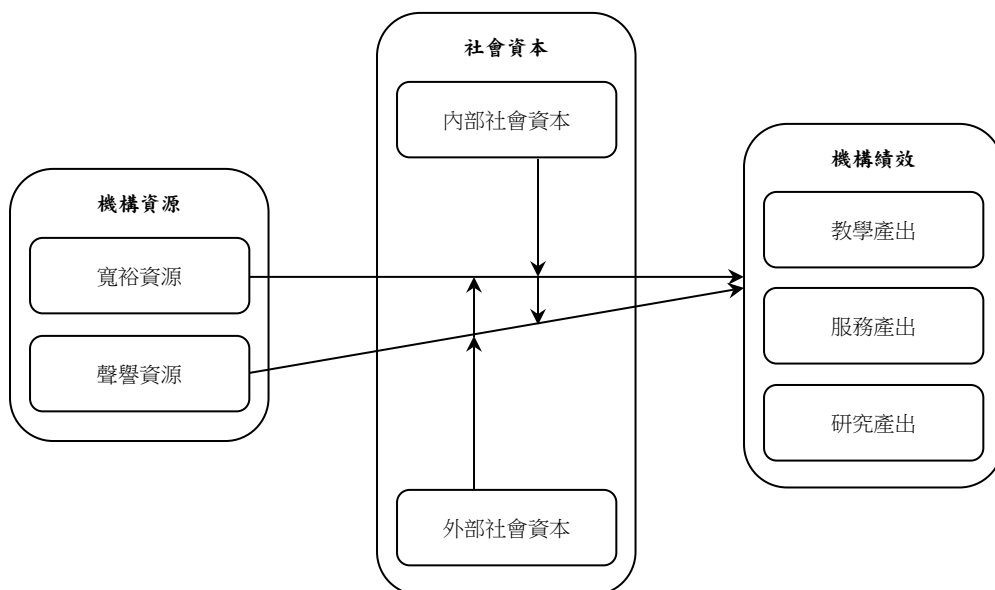 社會資本
內部社會資本
機構資源
寬裕資源
聲譽資源
外部社會資本
機構績效
教學產出
服務產出
研究產出